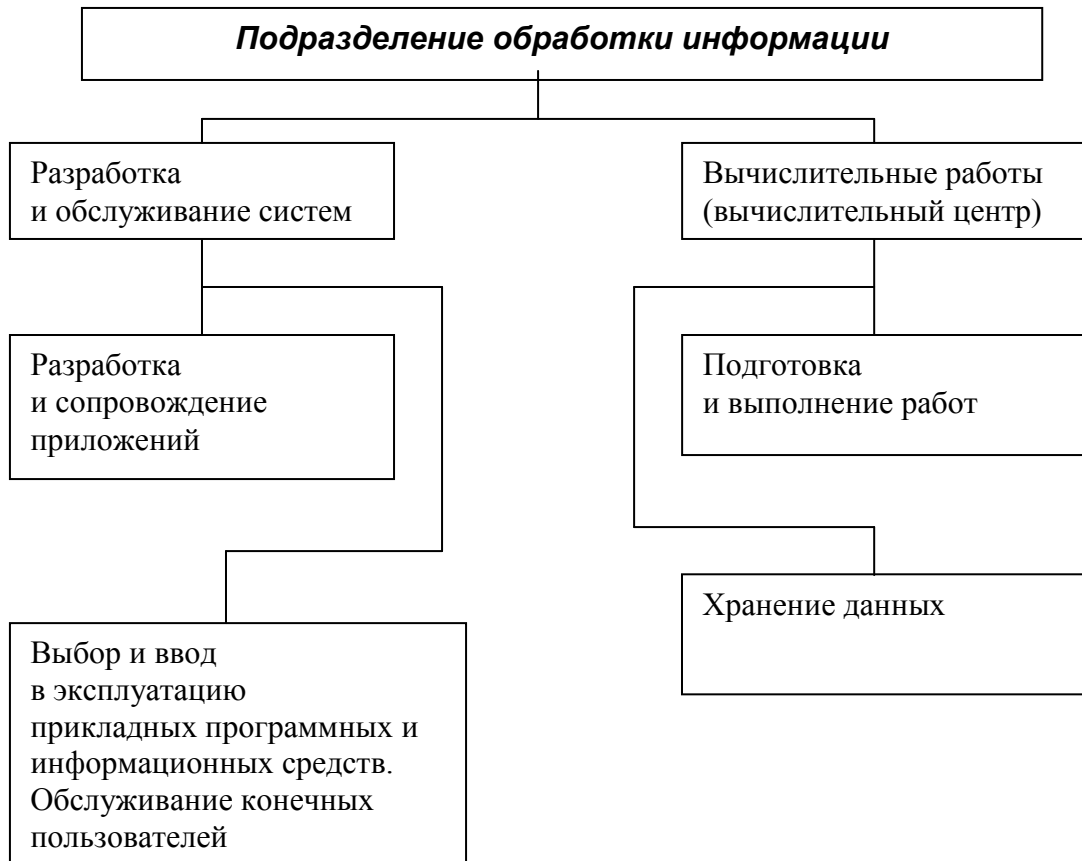 Подразделение обработки информации
Разработка
и обслуживание систем
Вычислительные работы
(вычислительный центр)
Разработка
и сопровождение
приложений
Подготовка
и выполнение работ
Хранение данных
Выбор и ввод
в эксплуатацию
прикладных программных и
информационных средств.
Обслуживание конечных
пользователей